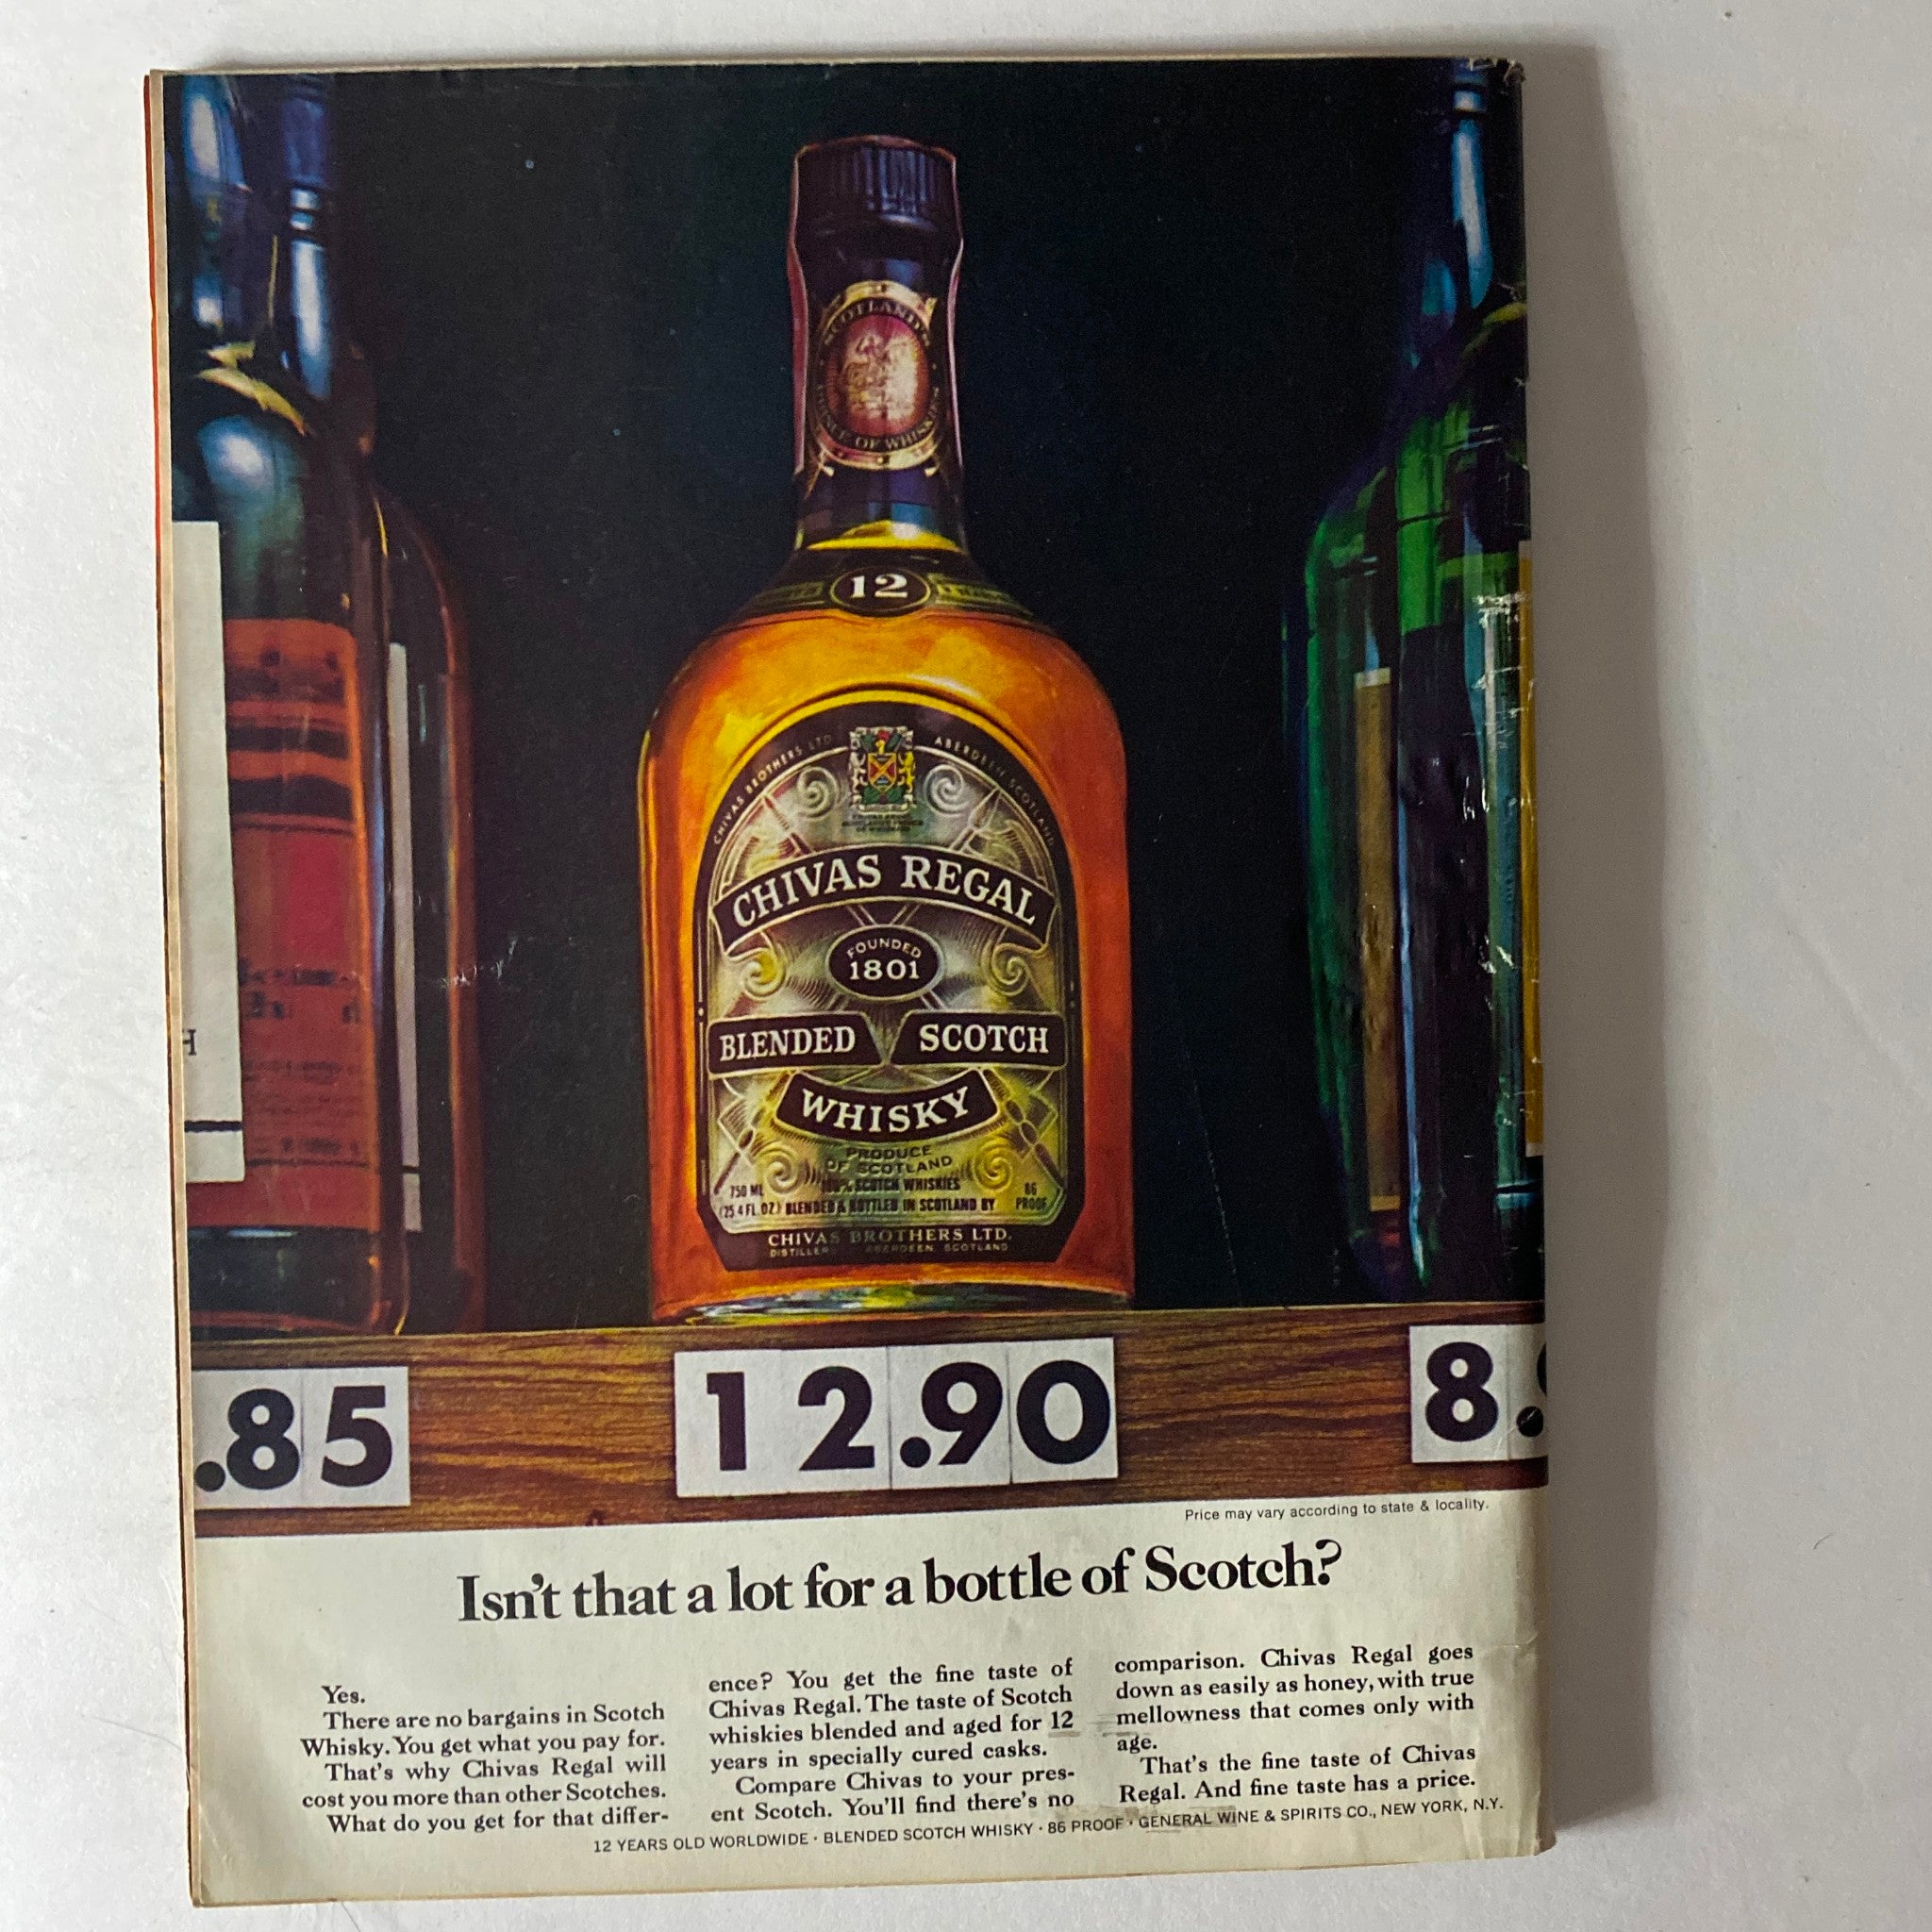 SCOTLAND'S
PRINCE OF WHISKIES
12
CHIVAS BROTHERS LTD. ABERDEEN SCOTLAND
CHIVAS REGAL
FOUNDED
1801
BLENDED SCOTCH
WHISKY
PRODUCE
OF SCOTLAND
750 ML 100% SCOTCH WHISKIES 86
(25.4 FL.OZ) BLENDED & BOTTLED IN SCOTLAND BY PROOF
CHIVAS BROTHERS LTD.
ABERDEEN, SCOTLAND
H
.85 12.90 8.
Price may vary according to state & locality.
Isn't that a lot for a bottle of Scotch?
Yes.
There are no bargains in Scotch
Whisky. You get what you pay for.
That's why Chivas Regal will
cost you more than other Scotches.
What do you get for that differ-
ence? You get the fine taste of
Chivas Regal. The taste of Scotch
whiskies blended and aged for 12
years in specially cured casks.
Compare Chivas to your pres-
ent Scotch. You'll find there's no
comparison. Chivas Regal goes
down as easily as honey, with true
mellowness that comes only with
age.
That's the fine taste of Chivas
Regal. And fine taste has a price.
12 YEARS OLD WORLDWIDE • BLENDED SCOTCH WHISKY • 86 PROOF • GENERAL WINE & SPIRITS CO., NEW YORK, N.Y.